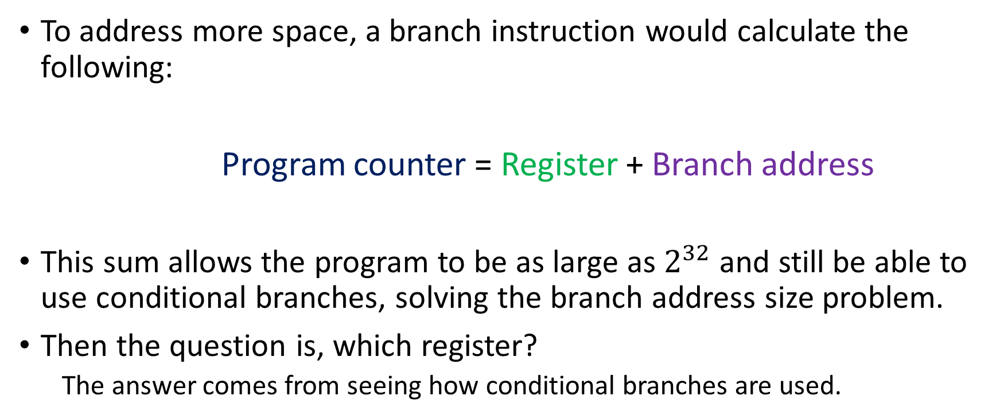 • To address more space, a branch instruction would calculate the
following:
Program counter = Register + Branch address
• This sum allows the program to be as large as 2³² and still be able to
use conditional branches, solving the branch address size problem.
• Then the question is, which register?
The answer comes from seeing how conditional branches are used.